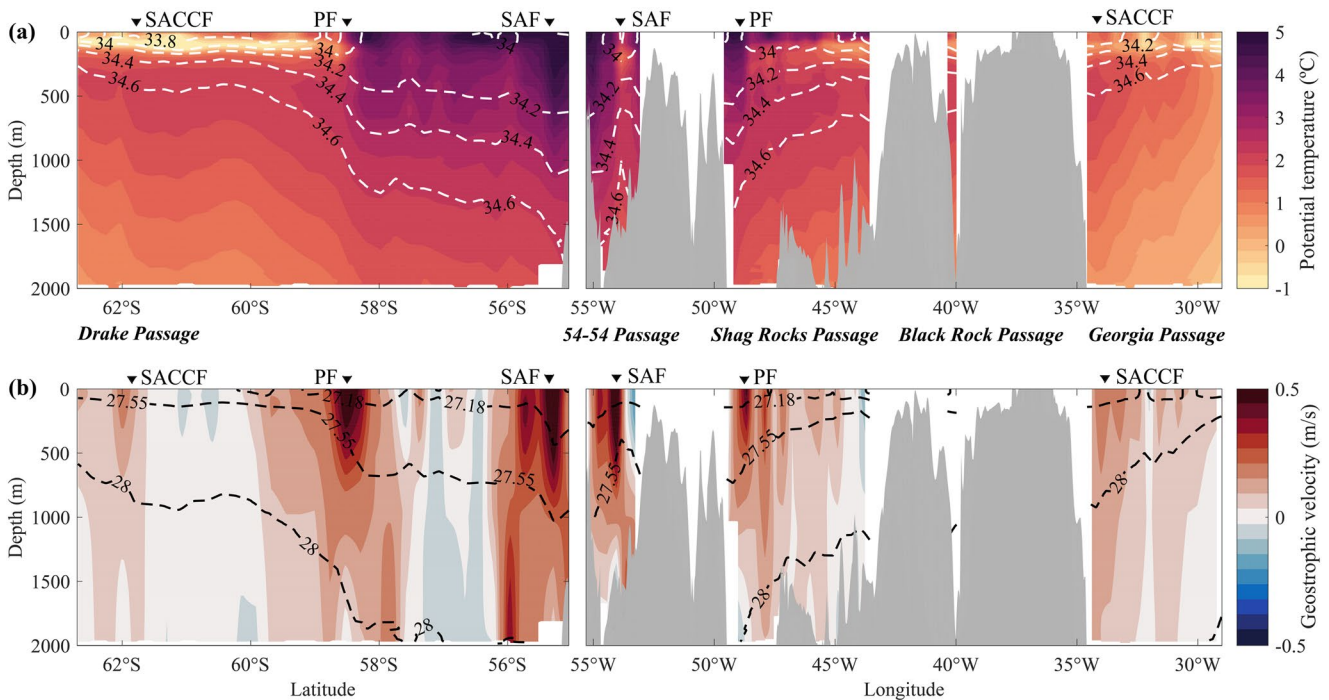 ▼ SACCF PF ▼ SAF ▼ ▼ SAF ▼ PF ▼ SACCF
(a)
0
500
1000
1500
2000
Depth (m)
34 33.8 34 34
34.4 34.2 34.2
34.6 34.4 34.4
34.6 34.6
34
34.2
34.4
34.6
34
34.2
34.4
34.6
34.2
34.4
34.6
5
4
3
2
1
0
-1
Potential temperature (ºC)
62°S 60°S 58°S 56°S 55°W 50°W 45°W 40°W 35°W 30°W
Drake Passage 54-54 Passage Shag Rocks Passage Black Rock Passage Georgia Passage
(b)
▼ SACCF PF ▼ SAF ▼ ▼ SAF ▼ PF ▼ SACCF
0
500
1000
1500
2000
Depth (m)
27.55 27.18
27.55 27.55
28 28 28
27.55
27.18
27.55
28
28
0.5
0
-0.5
Geostrophic velocity (m/s)
62°S 60°S 58°S 56°S 55°W 50°W 45°W 40°W 35°W 30°W
Latitude Longitude